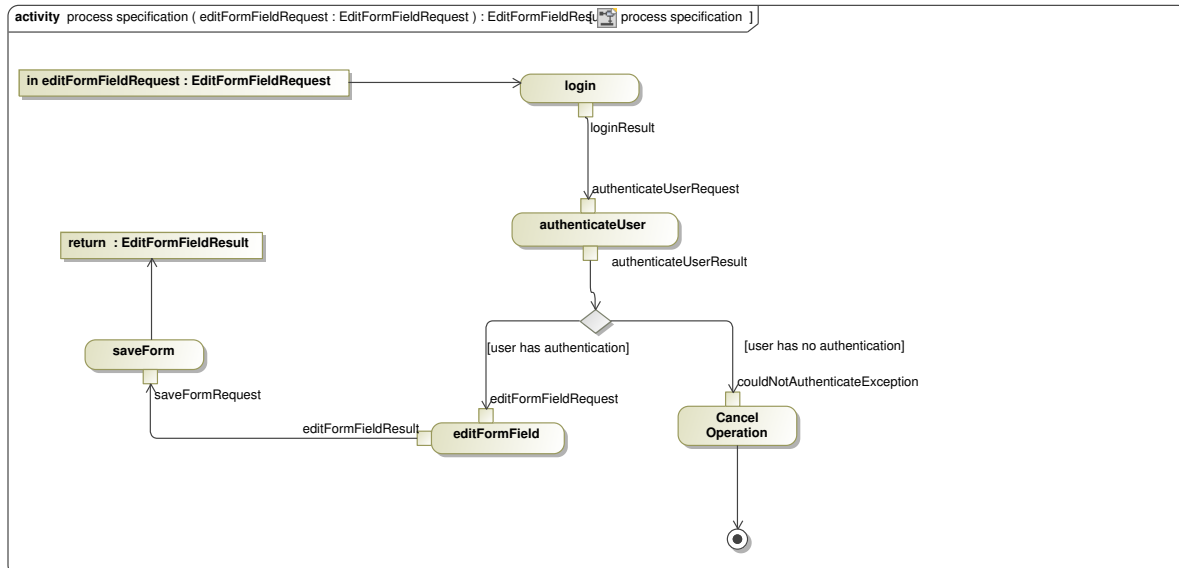 activity process specification ( editFormFieldRequest : EditFormFieldRequest ) : EditFormFieldResu[ process specification ]
in editFormFieldRequest : EditFormFieldRequest
login
loginResult
authenticateUserRequest
authenticateUser
authenticateUserResult
return : EditFormFieldResult
[user has authentication]
[user has no authentication]
saveForm
saveFormRequest
couldNotAuthenticateException
editFormFieldRequest
Cancel
Operation
editFormFieldResult
editFormField